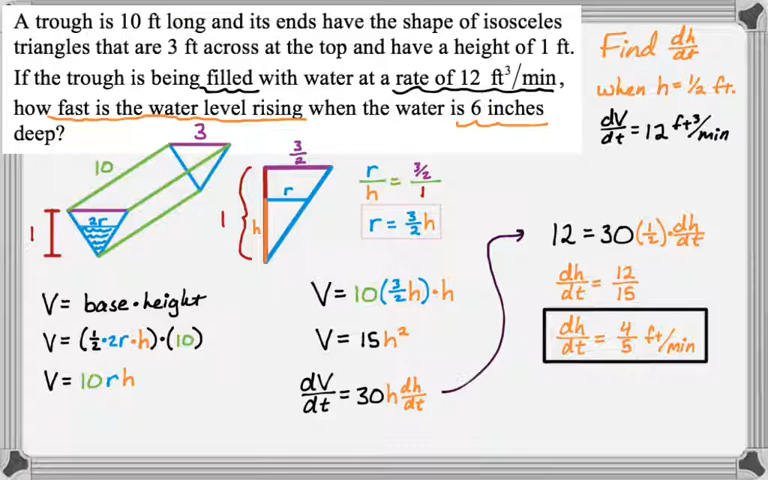 A trough is 10 ft long and its ends have the shape of isosceles
triangles that are 3 ft across at the top and have a height of 1 ft.
If the trough is being filled with water at a rate of 12 ft³/min,
how fast is the water level rising when the water is 6 inches
deep?
Find dh/dt
when h = 1/2 ft.
dV/dt = 12 ft³/min
3
10
2r
1
3/2
r
1
h
r/h = 3/2/1
r = 3/2 h
V = base · height
V = (1/2 · 2r · h) · (10)
V = 10rh
V = 10(3/2 h) · h
V = 15h²
dV/dt = 30h dh/dt
12 = 30(1/2) · dh/dt
dh/dt = 12/15
dh/dt = 4/5 ft/min